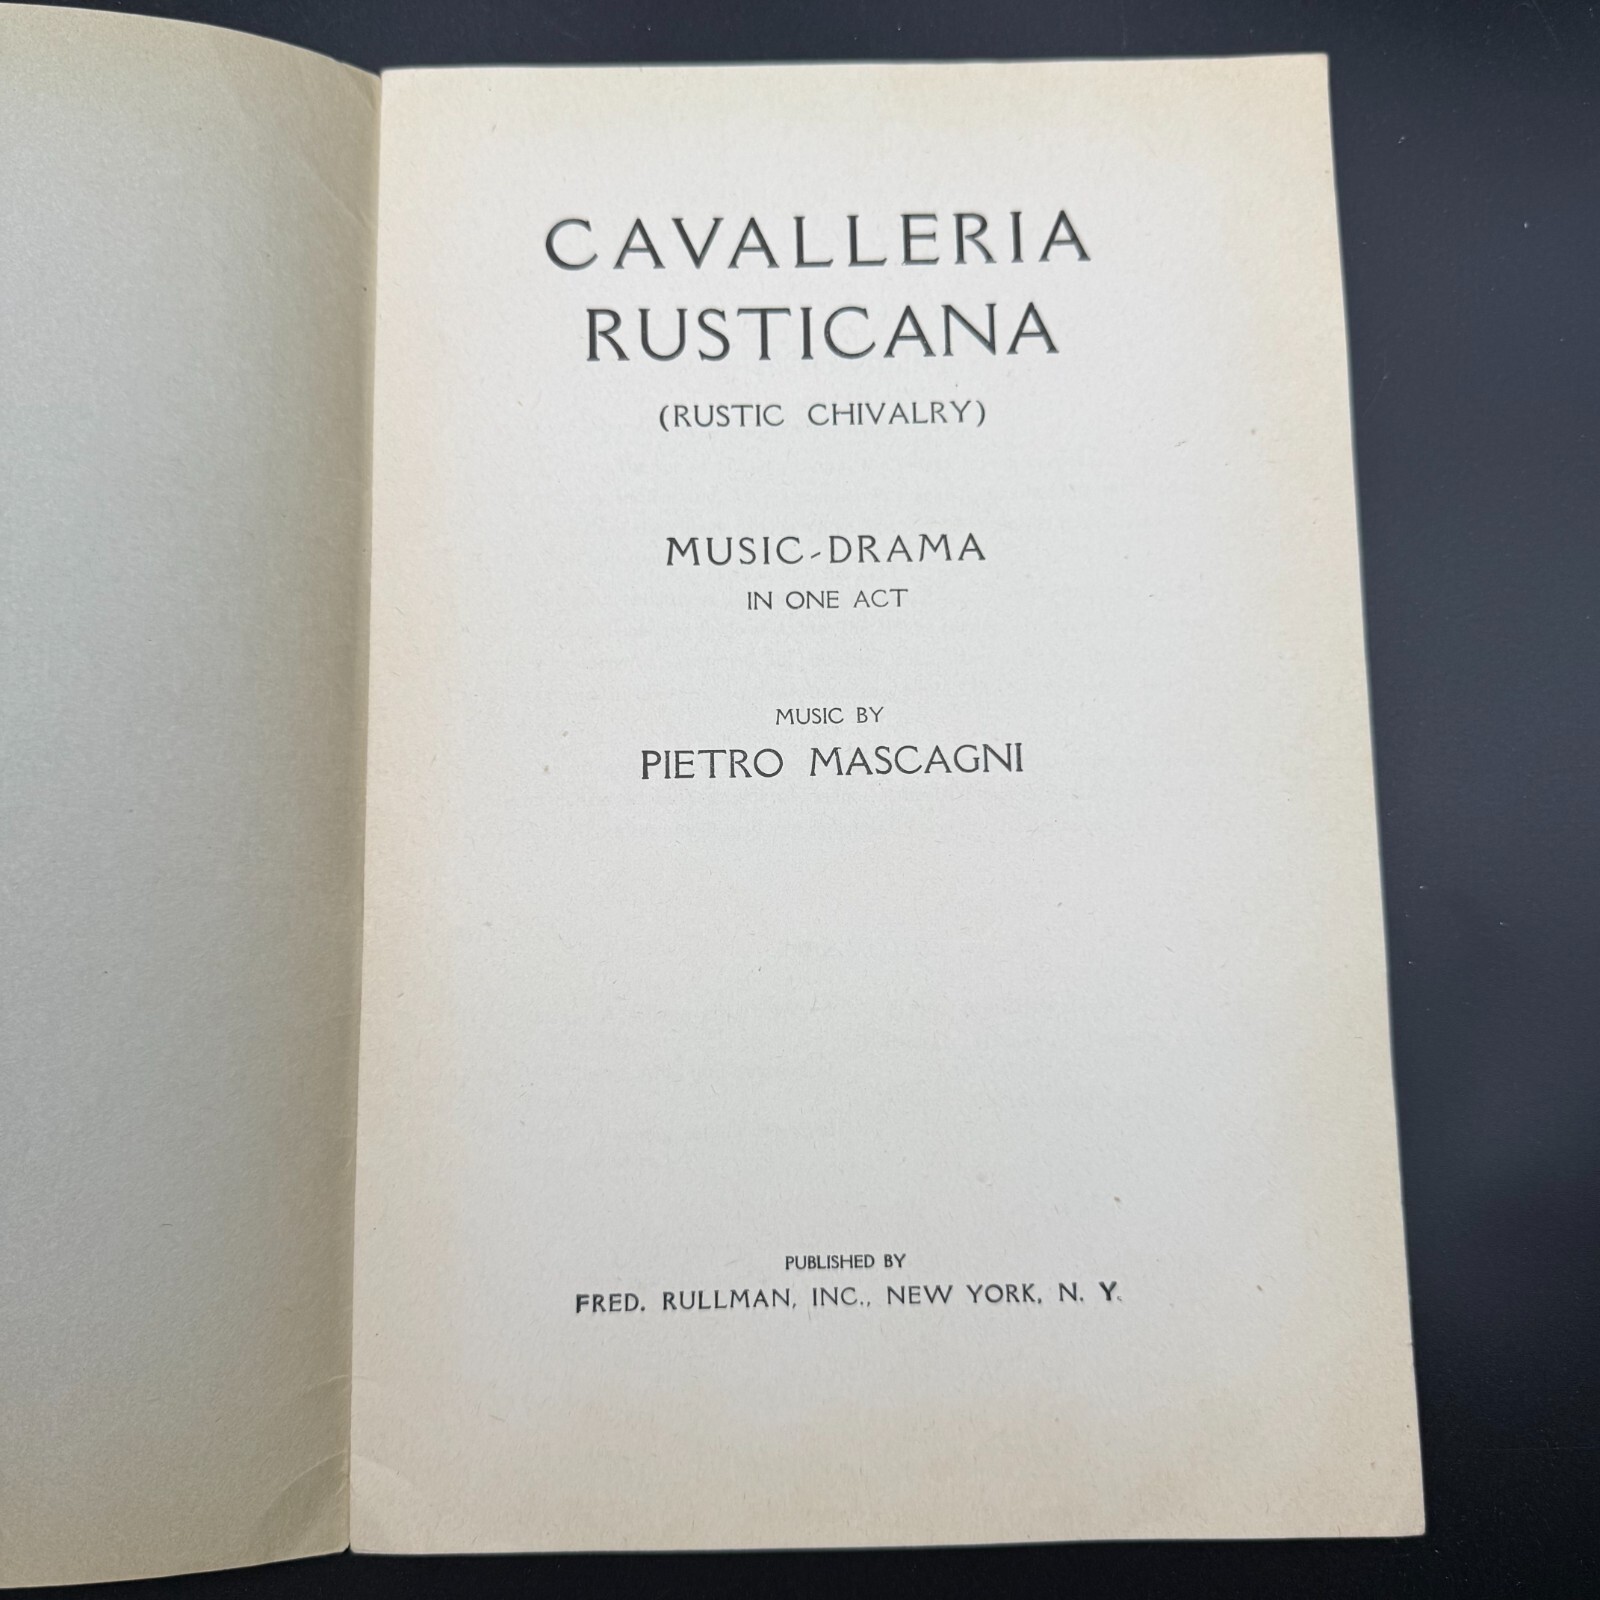 CAVALLERIA
RUSTICANA
(RUSTIC CHIVALRY)
MUSIC-DRAMA
IN ONE ACT
MUSIC BY
PIETRO MASCAGNI
PUBLISHED BY
FRED. RULLMAN, INC., NEW YORK, N. Y.